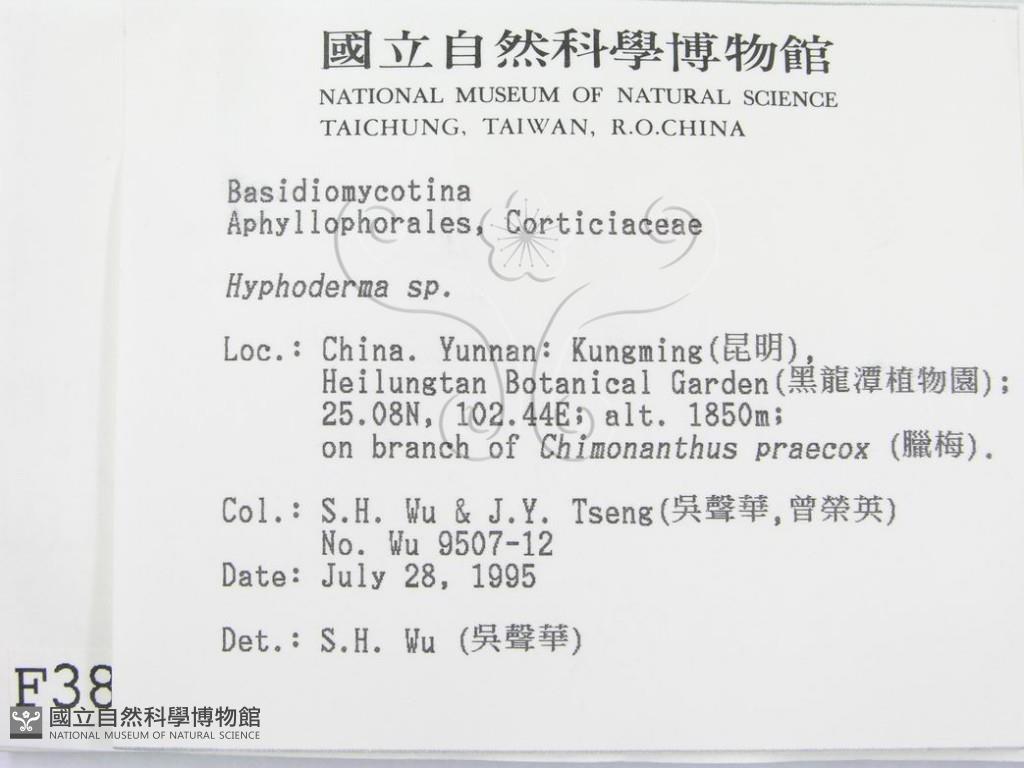 國立自然科學博物館
NATIONAL MUSEUM OF NATURAL SCIENCE
TAICHUNG, TAIWAN, R.O.CHINA
Basidiomycotina
Aphyllophorales, Corticiaceae
Hyphoderma sp.
Loc.: China. Yunnan: Kungming(昆明),
Heilungtan Botanical Garden(黑龍潭植物園);
25.08N, 102.44E; alt. 1850m;
on branch of Chimonanthus praecox (臘梅).
Col.: S.H. Wu & J.Y. Tseng(吳聲華,曾榮英)
No. Wu 9507-12
Date: July 28, 1995
Det.: S.H. Wu (吳聲華)
F38
國立自然科學博物館
NATIONAL MUSEUM OF NATURAL SCIENCE